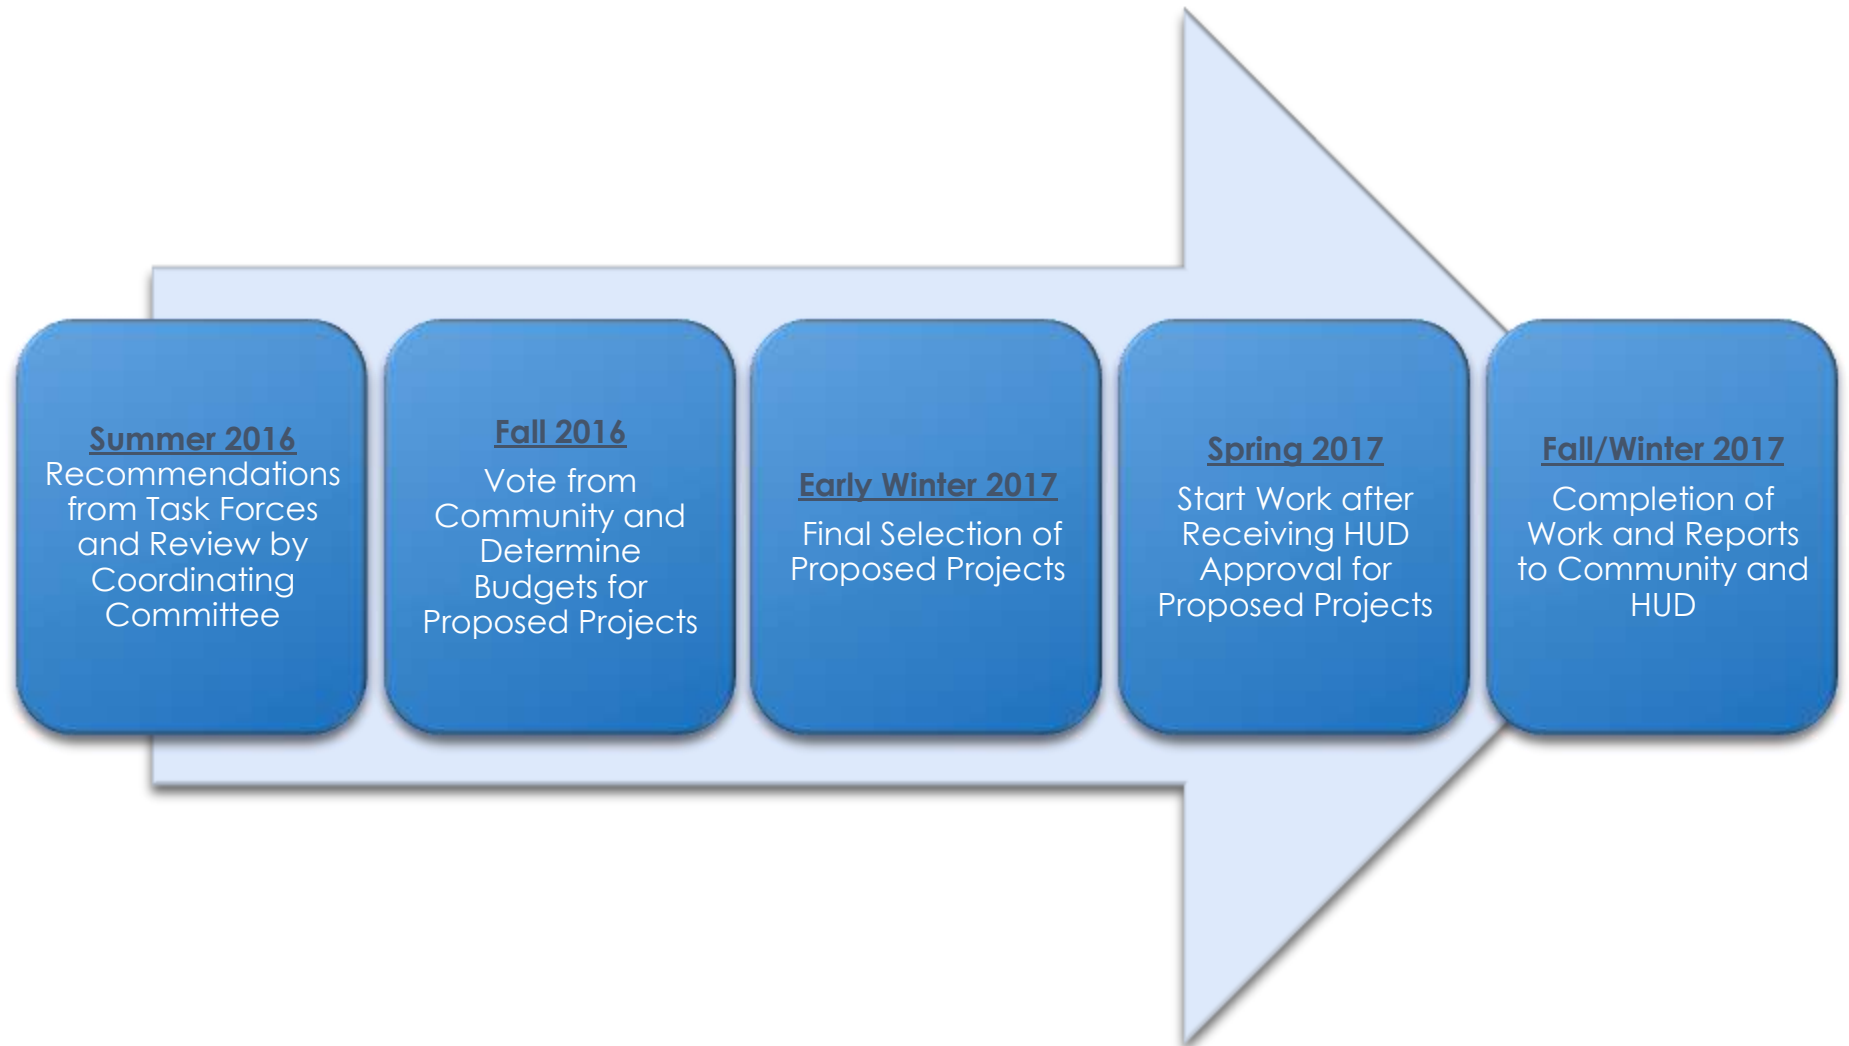 Summer 2016
Recommendations
from Task Forces
and Review by
Coordinating
Committee
Fall 2016
Vote from
Community and
Determine
Budgets for
Proposed Projects
Early Winter 2017
Final Selection of
Proposed Projects
Spring 2017
Start Work after
Receiving HUD
Approval for
Proposed Projects
Fall/Winter 2017
Completion of
Work and Reports
to Community and
HUD